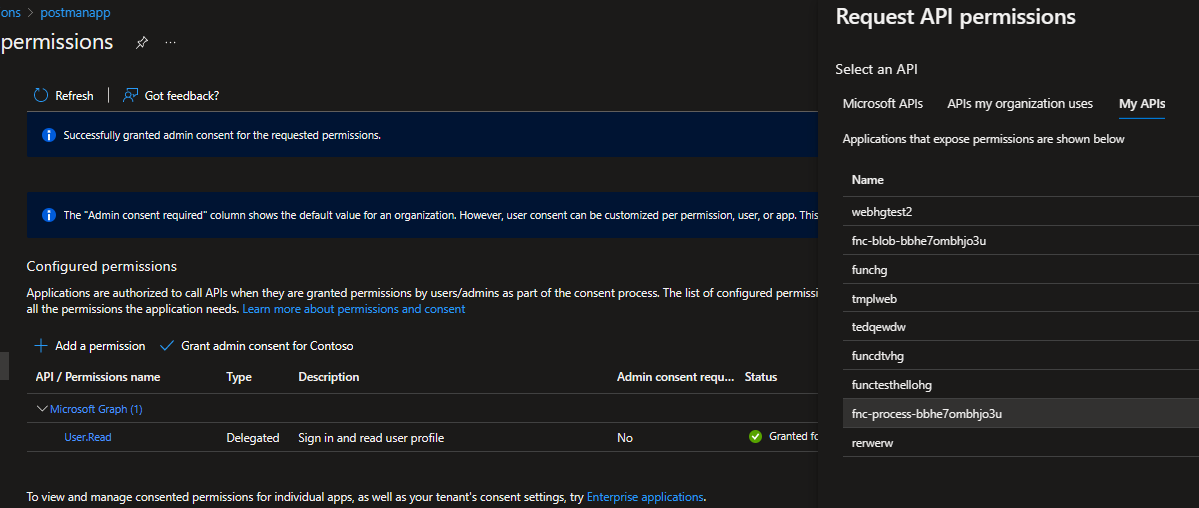 ons > postmanapp
permissions
Refresh
Got feedback?
Successfully granted admin consent for the requested permissions.
The "Admin consent required" column shows the default value for an organization. However, user consent can be customized per permission, user, or app. This
Configured permissions
Applications are authorized to call APIs when they are granted permissions by users/admins as part of the consent process. The list of configured permissi
all the permissions the application needs. Learn more about permissions and consent
Add a permission
Grant admin consent for Contoso
API / Permissions name Type Description Admin consent requ... Status
Microsoft Graph (1)
User.Read Delegated Sign in and read user profile No Granted fo
To view and manage consented permissions for individual apps, as well as your tenant's consent settings, try Enterprise applications.
Request API permissions
Select an API
Microsoft APIs APIs my organization uses My APIs
Applications that expose permissions are shown below
Name
webhgtest2
fnc-blob-bbhe7ombhjo3u
funchg
tmplweb
tedqewdw
funcdtvhg
functesthellohg
fnc-process-bbhe7ombhjo3u
rerwerw